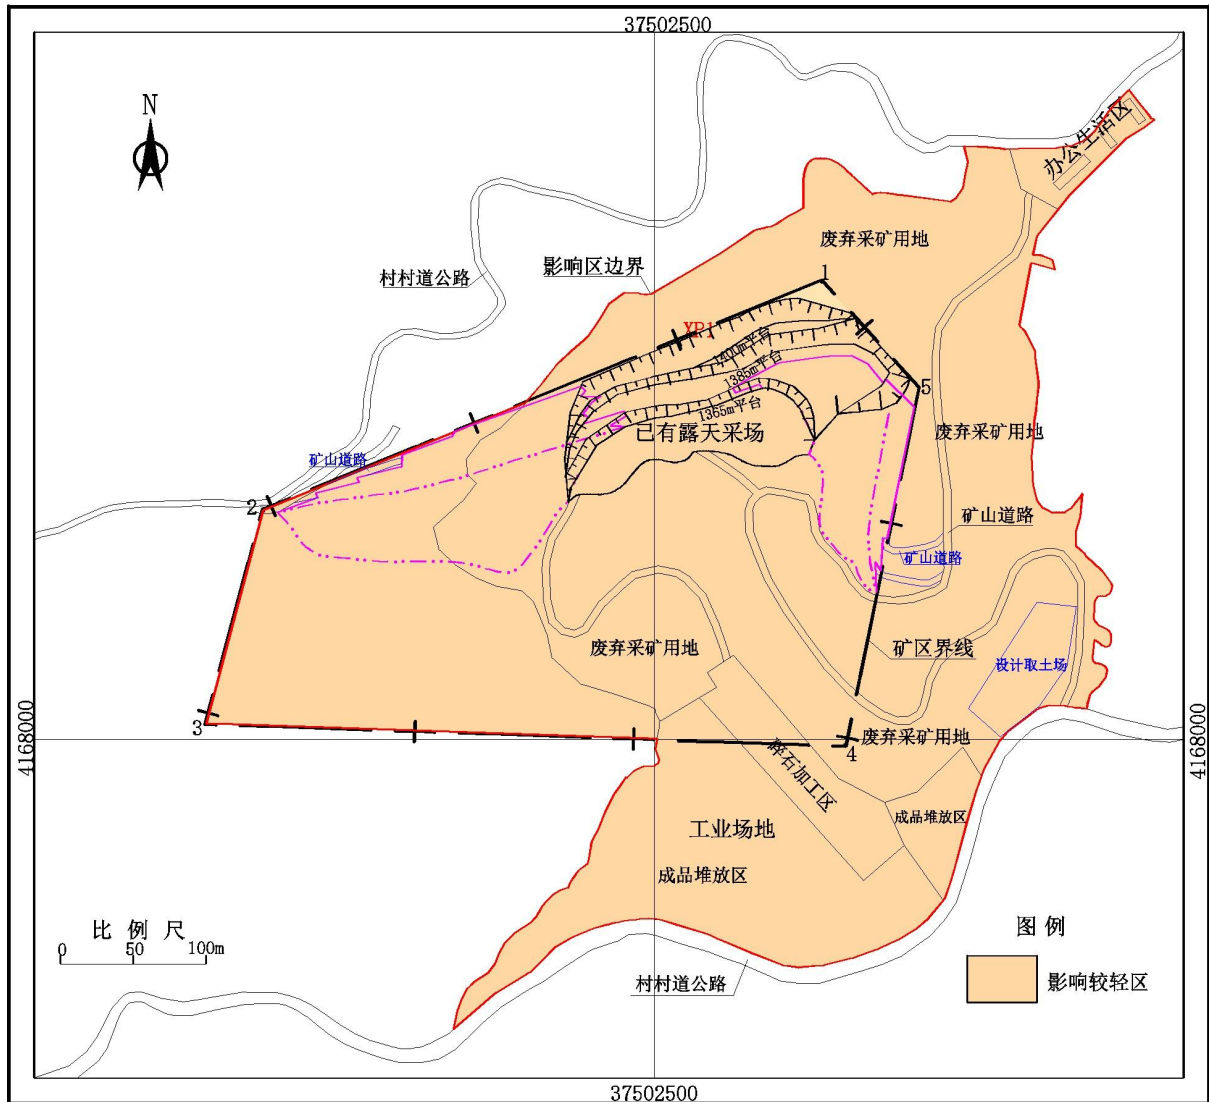 37502500
N
办公生活区
废弃采矿用地
影响区边界
1
村村道公路
XP1
1400m平台
1385m平台
5
1365m平台
已有露天采场
废弃采矿用地
矿山道路
2
矿山道路
矿山道路
废弃采矿用地
矿区界线
设计取土场
3
4168000
4168000
废弃采矿用地
4
碎石加工区
成品堆放区
工业场地
成品堆放区
比例尺
0 50 100m
图例
影响较轻区
村村道公路
37502500